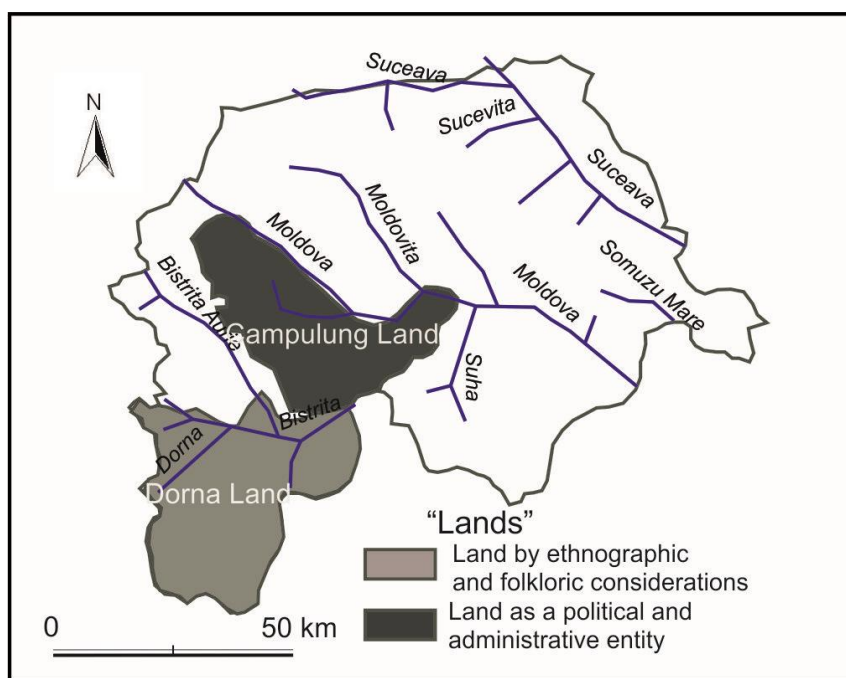 Suceava
N
Sucevita
Suceava
Moldovita
Moldova
Somuzu Mare
Moldova
Bistrita Aurie
Campulung Land
Suha
Bistrita
Dorna
Dorna Land
“Lands”
Land by ethnographic
and folkloric considerations
Land as a political and
administrative entity
0 50 km